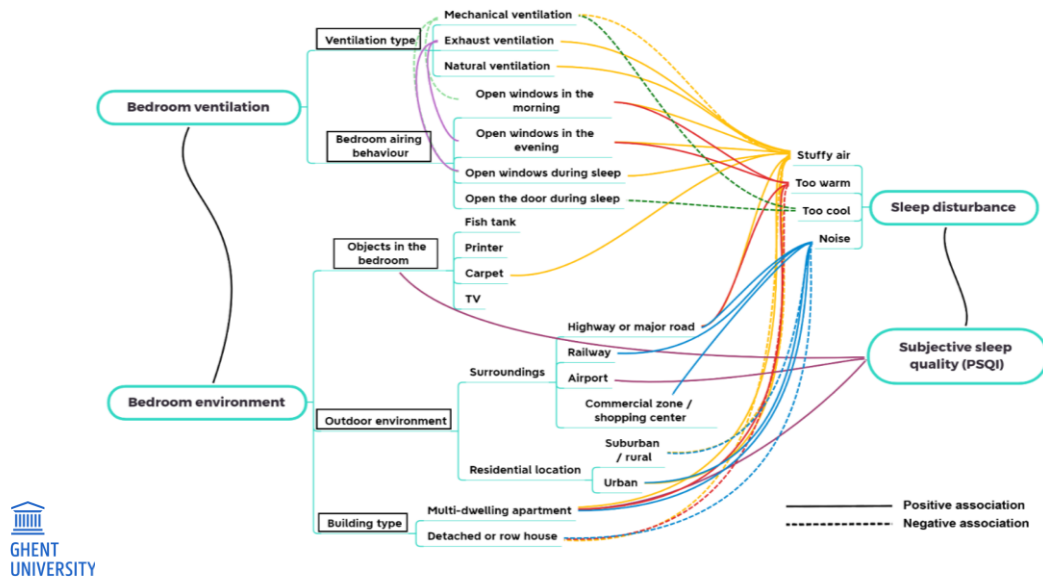 Mechanical ventilation
Ventilation type
Exhaust ventilation
Natural ventilation
Bedroom ventilation
Open windows in the
morning
Bedroom airing
behaviour
Open windows in the
evening
Open windows during sleep
Open the door during sleep
Stuffy air
Too warm
Too cool
Noise
Sleep disturbance
Objects in the
bedroom
Fish tank
Printer
Carpet
TV
Highway or major road
Surroundings
Railway
Airport
Commercial zone /
shopping center
Subjective sleep
quality (PSQI)
Bedroom environment
Outdoor environment
Residential location
Suburban
/ rural
Urban
Building type
Multi-dwelling apartment
Detached or row house
Positive association
Negative association
GHENT
UNIVERSITY